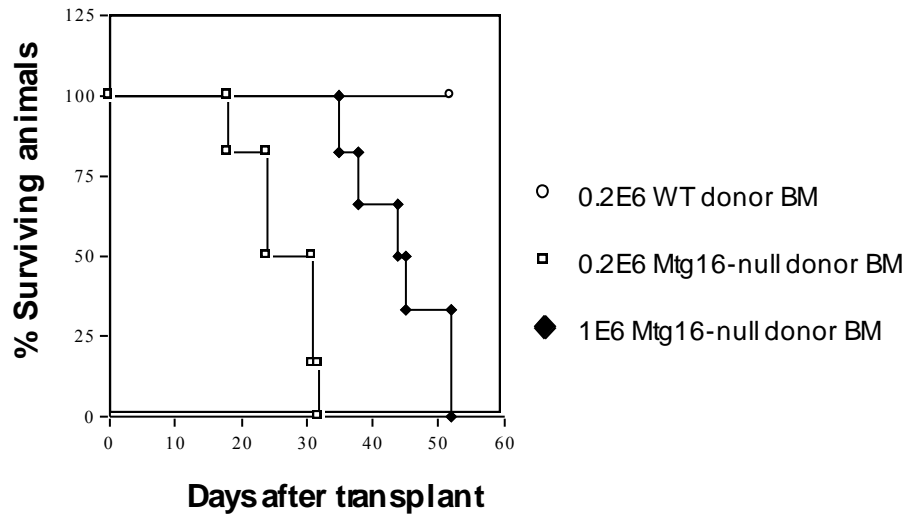 % Surviving animals
125
100
75
50
25
0
0 10 20 30 40 50 60
Days after transplant
0.2E6 WT donor BM
0.2E6 Mtg16-null donor BM
1E6 Mtg16-null donor BM